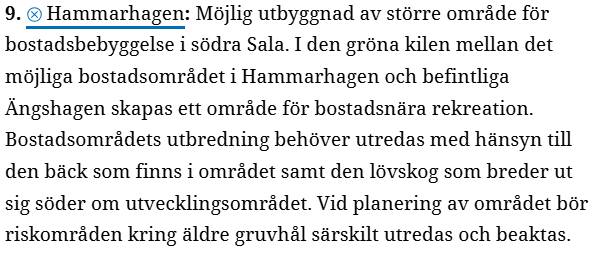 9. ⊗ Hammarhagen: Möjlig utbyggnad av större område för
bostadsbebyggelse i södra Sala. I den gröna kilen mellan det
möjliga bostadsområdet i Hammarhagen och befintliga
Ängshagen skapas ett område för bostadsnära rekreation.
Bostadsområdets utbredning behöver utredas med hänsyn till
den bäck som finns i området samt den lövskog som breder ut
sig söder om utvecklingsområdet. Vid planering av området bör
riskområden kring äldre gruvhål särskilt utredas och beaktas.